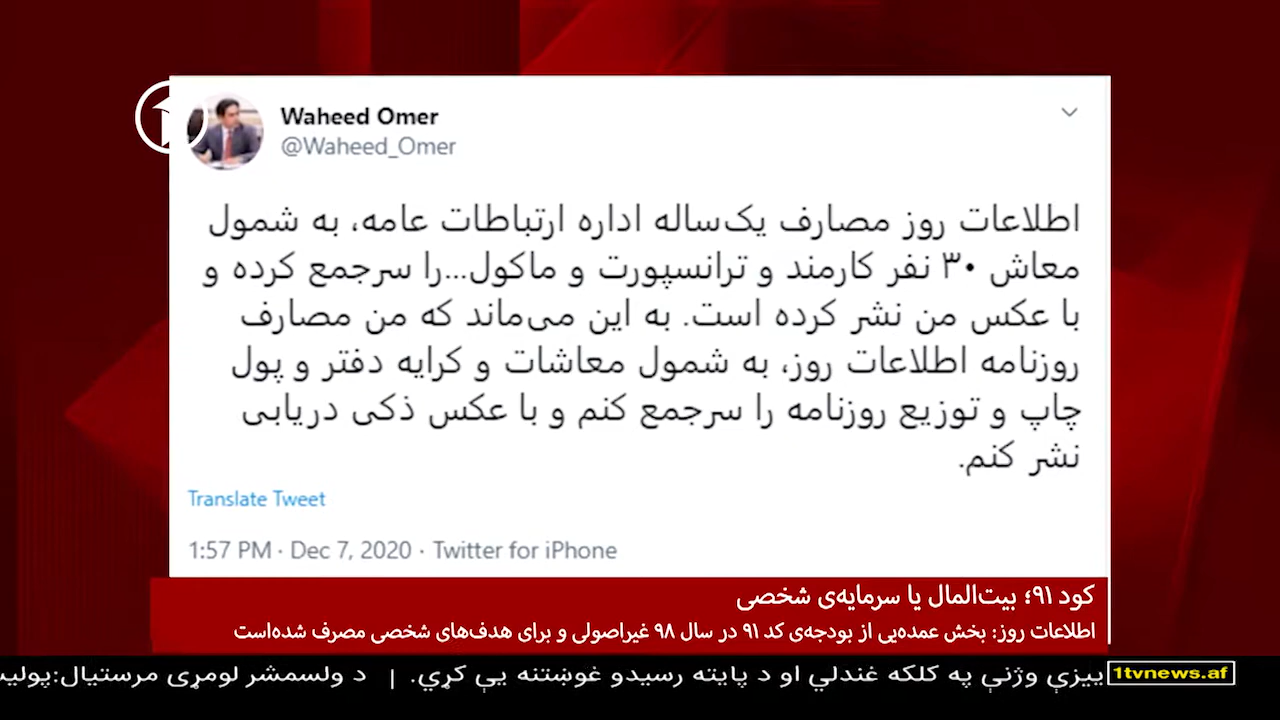 Waheed Omer
@Waheed_Omer
اطلاعات روز مصارف یک‌ساله اداره ارتباطات عامه، به شمول
معاش ۳۰ نفر کارمند و ترانسپورت و ماکول...را سرجمع کرده و
با عکس من نشر کرده است. به این می‌ماند که من مصارف
روزنامه اطلاعات روز، به شمول معاشات و کرایه دفتر و پول
چاپ و توزیع روزنامه را سرجمع کنم و با عکس ذکی دریابی
نشر کنم.
Translate Tweet
1:57 PM · Dec 7, 2020 · Twitter for iPhone
کود ۹۱؛ بیت‌المال یا سرمایه‌ی شخصی
اطلاعات روز: بخش عمده‌یی از بودجه‌ی کد ۹۱ در سال ۹۸ غیراصولی و برای هدف‌های شخصی مصرف شده‌است
وژنې په کلکه غندلي او د پایته رسیدو غوښتنه یې کړې. | د ولسمشر لومړی مرستیال:
1tvnews.af